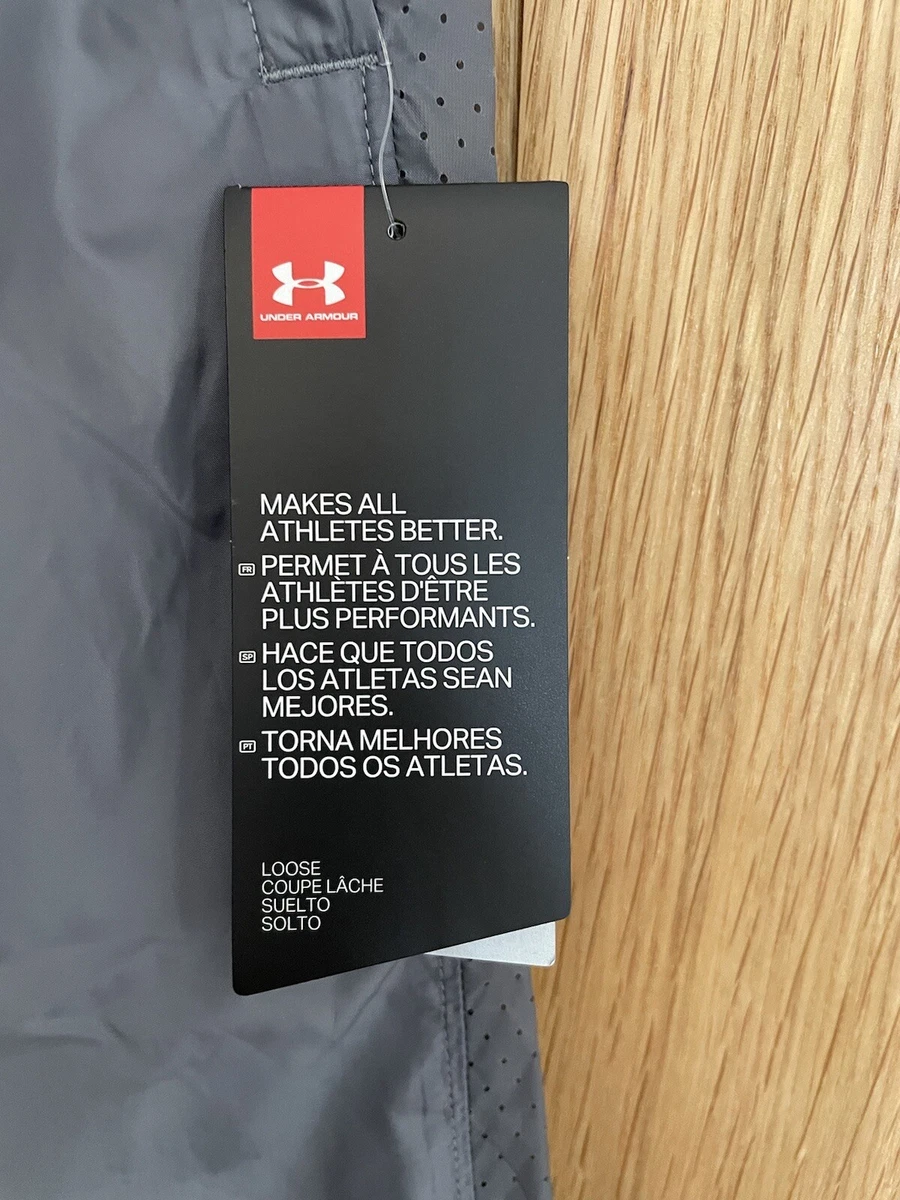 UNDER ARMOUR
MAKES ALL
ATHLETES BETTER.
FR PERMET À TOUS LES
ATHLÈTES D'ÊTRE
PLUS PERFORMANTS.
SP HACE QUE TODOS
LOS ATLETAS SEAN
MEJORES.
PT TORNA MELHORES
TODOS OS ATLETAS.
LOOSE
COUPE LÂCHE
SUELTO
SOLTO